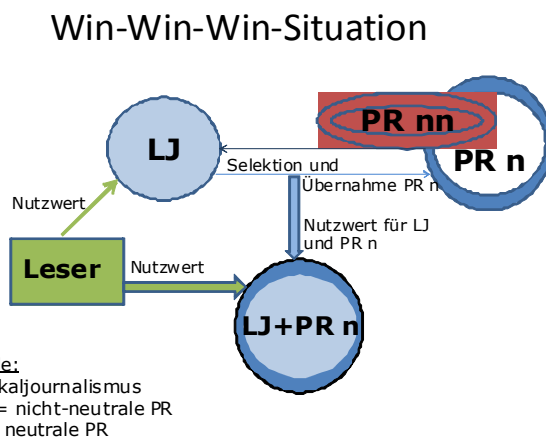 Win-Win-Win-Situation
PR nn
LJ
PR n
Selektion und
Übernahme PR n
Nutzwert
Nutzwert für LJ
und PR n
Leser
Nutzwert
LJ+PR n
e:
kaljournalismus
= nicht-neutrale PR
neutrale PR